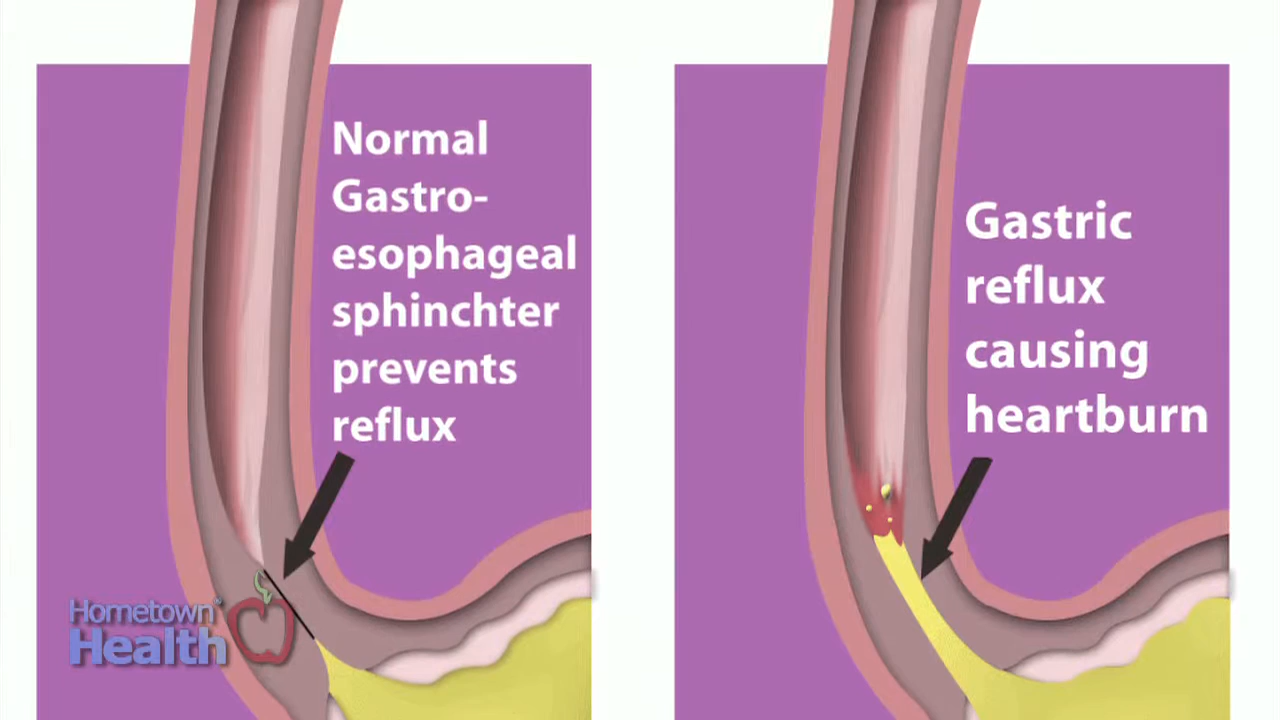 Normal
Gastro-
esophageal
sphinchter
prevents
reflux
Gastric
reflux
causing
heartburn
Hometown®
Health